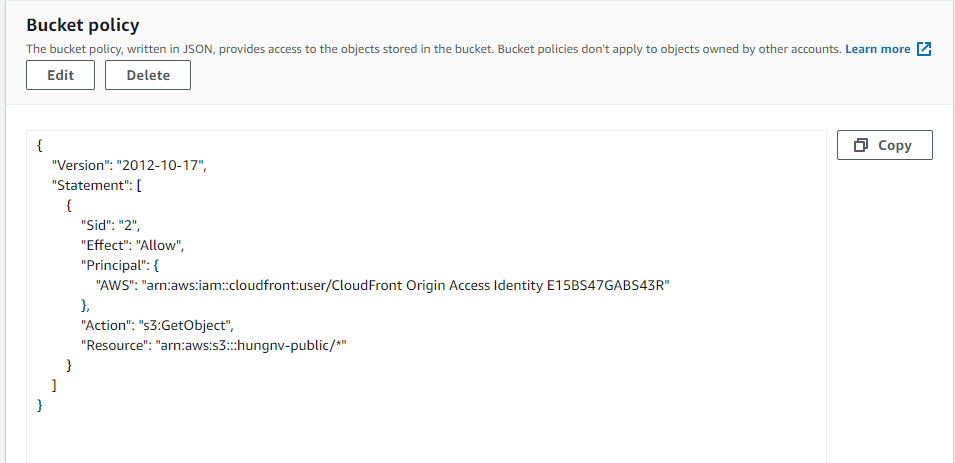 Bucket policy
The bucket policy, written in JSON, provides access to the objects stored in the bucket. Bucket policies don't apply to objects owned by other accounts. Learn more
Edit Delete
Copy
{
"Version": "2012-10-17",
"Statement": [
{
"Sid": "2",
"Effect": "Allow",
"Principal": {
"AWS": "arn:aws:iam::cloudfront:user/CloudFront Origin Access Identity E15BS47GABS43R"
},
"Action": "s3:GetObject",
"Resource": "arn:aws:s3:::hungnv-public/*"
}
]
}